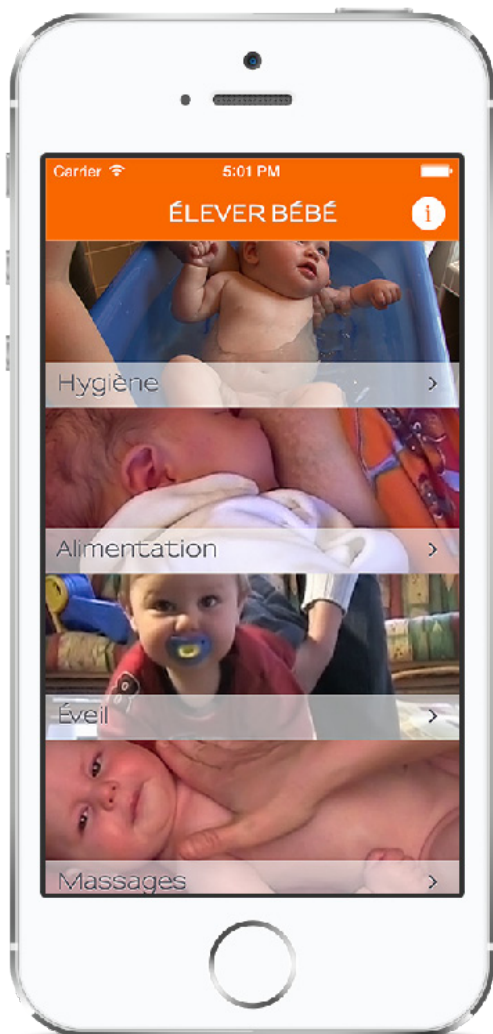 Carrier 5:01 PM
ÉLEVER BÉBÉ i
Hygiène
Alimentation
Éveil
Massages